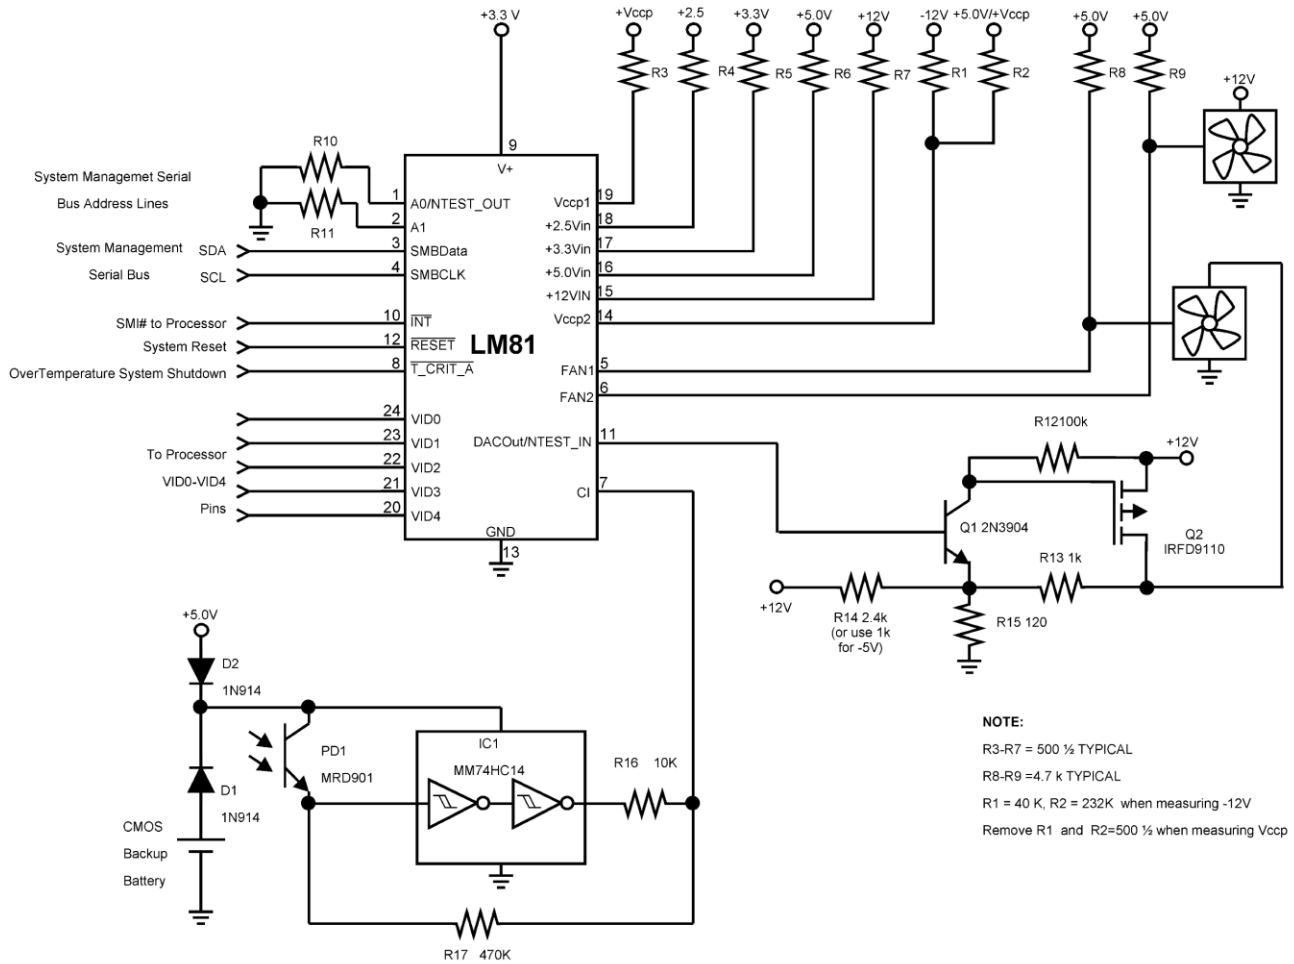 +3.3 V
+Vccp
+2.5
+3.3V
+5.0V
+12V
-12V
+5.0V/+Vccp
+5.0V
+5.0V
R3
R4
R5
R6
R7
R1
R2
R8
R9
+12V
9
V+
R10
R11
System Managemet Serial
Bus Address Lines
System Management
Serial Bus
SDA
SCL
SMI# to Processor
System Reset
OverTemperature System Shutdown
To Processor
VID0-VID4
Pins
1
A0/NTEST_OUT
2
A1
3
SMBData
4
SMBCLK
10
INT
12
RESET
8
T_CRIT_A
24
VID0
23
VID1
22
VID2
21
VID3
20
VID4
LM81
Vccp1
19
+2.5Vin
18
+3.3Vin
17
+5.0Vin
16
+12VIN
15
Vccp2
14
FAN1
5
FAN2
6
DACOut/NTEST_IN
11
CI
7
GND
13
R12100k
+12V
Q1 2N3904
Q2
IRFD9110
R13 1k
+12V
R14 2.4k
(or use 1k
for -5V)
R15 120
+5.0V
D2
1N914
D1
1N914
CMOS
Backup
Battery
PD1
MRD901
IC1
MM74HC14
R16 10K
R17 470K
NOTE:
R3-R7 = 500 ½ TYPICAL
R8-R9 =4.7 k TYPICAL
R1 = 40 K, R2 = 232K when measuring -12V
Remove R1 and R2=500 ½ when measuring Vccp